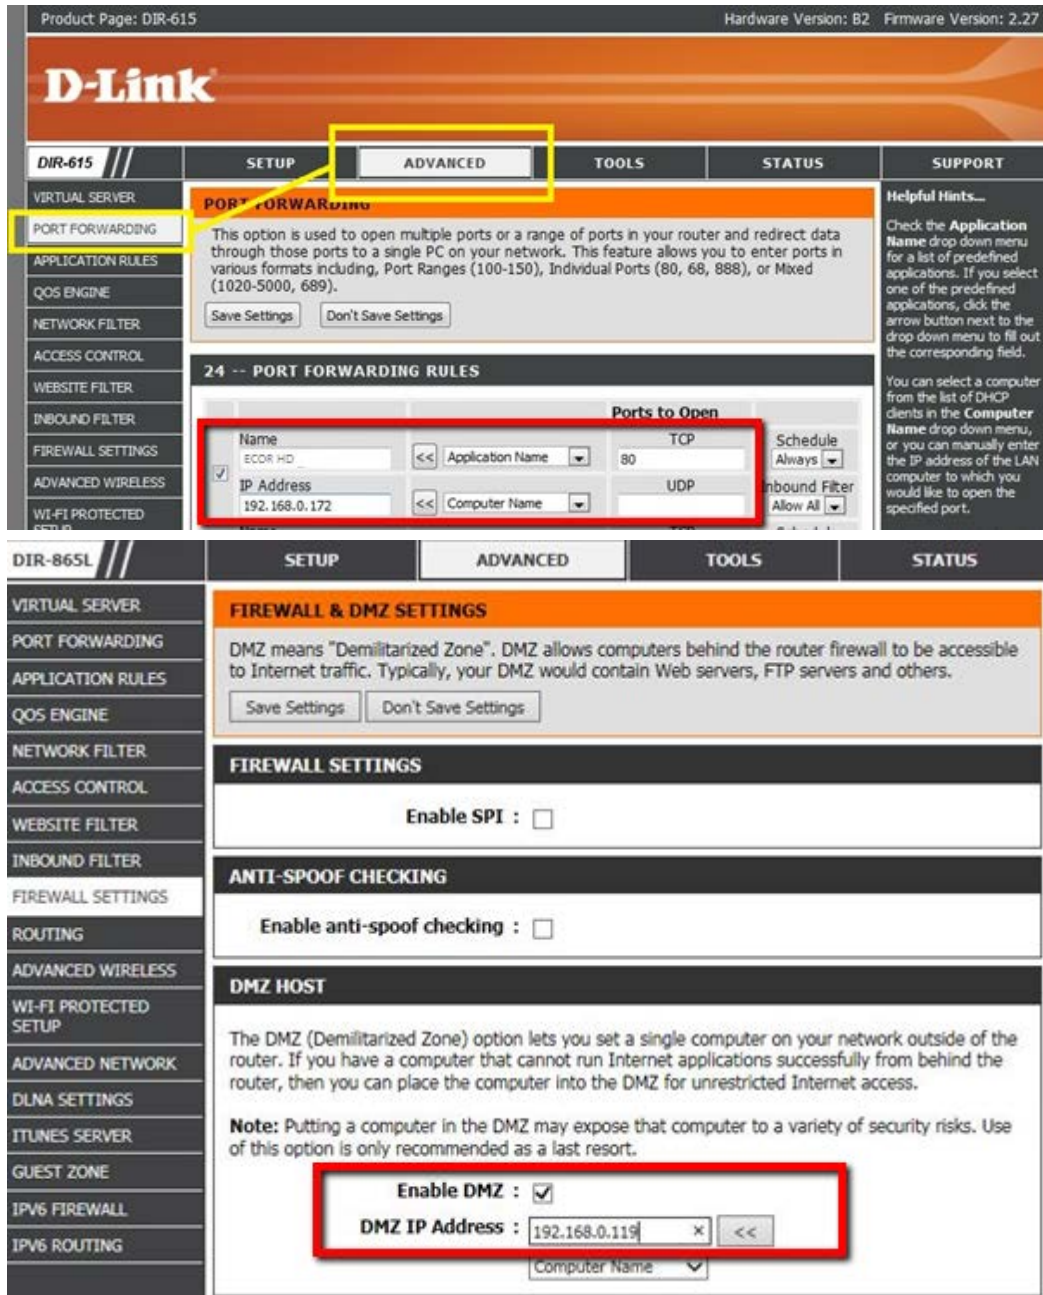 Product Page: DIR-615 Hardware Version: B2 Firmware Version: 2.27
D-Link
DIR-615 SETUP ADVANCED TOOLS STATUS SUPPORT
VIRTUAL SERVER
PORT FORWARDING
APPLICATION RULES
QOS ENGINE
NETWORK FILTER
ACCESS CONTROL
WEBSITE FILTER
INBOUND FILTER
FIREWALL SETTINGS
ADVANCED WIRELESS
WI-FI PROTECTED
SETUP
PORT FORWARDING
This option is used to open multiple ports or a range of ports in your router and redirect data
through those ports to a single PC on your network. This feature allows you to enter ports in
various formats including, Port Ranges (100-150), Individual Ports (80, 68, 888), or Mixed
(1020-5000, 689).
Save Settings Don't Save Settings
24 -- PORT FORWARDING RULES
Ports to Open
Name TCP Schedule
ECOR HD << Application Name 80 Always
IP Address UDP Inbound Filter
192.168.0.172 << Computer Name Allow All
Name TCP Schedule
Helpful Hints...
Check the Application
Name drop down menu
for a list of predefined
applications. If you select
one of the predefined
applications, click the
arrow button next to the
drop down menu to fill out
the corresponding field.
You can select a computer
from the list of DHCP
clients in the Computer
Name drop down menu,
or you can manually enter
the IP address of the LAN
computer to which you
would like to open the
specified port.
DIR-865L SETUP ADVANCED TOOLS STATUS
VIRTUAL SERVER
PORT FORWARDING
APPLICATION RULES
QOS ENGINE
NETWORK FILTER
ACCESS CONTROL
WEBSITE FILTER
INBOUND FILTER
FIREWALL SETTINGS
ROUTING
ADVANCED WIRELESS
WI-FI PROTECTED
SETUP
ADVANCED NETWORK
DLNA SETTINGS
ITUNES SERVER
GUEST ZONE
IPV6 FIREWALL
IPV6 ROUTING
FIREWALL & DMZ SETTINGS
DMZ means "Demilitarized Zone". DMZ allows computers behind the router firewall to be accessible
to Internet traffic. Typically, your DMZ would contain Web servers, FTP servers and others.
Save Settings Don't Save Settings
FIREWALL SETTINGS
Enable SPI :
ANTI-SPOOF CHECKING
Enable anti-spoof checking :
DMZ HOST
The DMZ (Demilitarized Zone) option lets you set a single computer on your network outside of the
router. If you have a computer that cannot run Internet applications successfully from behind the
router, then you can place the computer into the DMZ for unrestricted Internet access.
Note: Putting a computer in the DMZ may expose that computer to a variety of security risks. Use
of this option is only recommended as a last resort.
Enable DMZ :
DMZ IP Address : 192.168.0.119 × <<
Computer Name